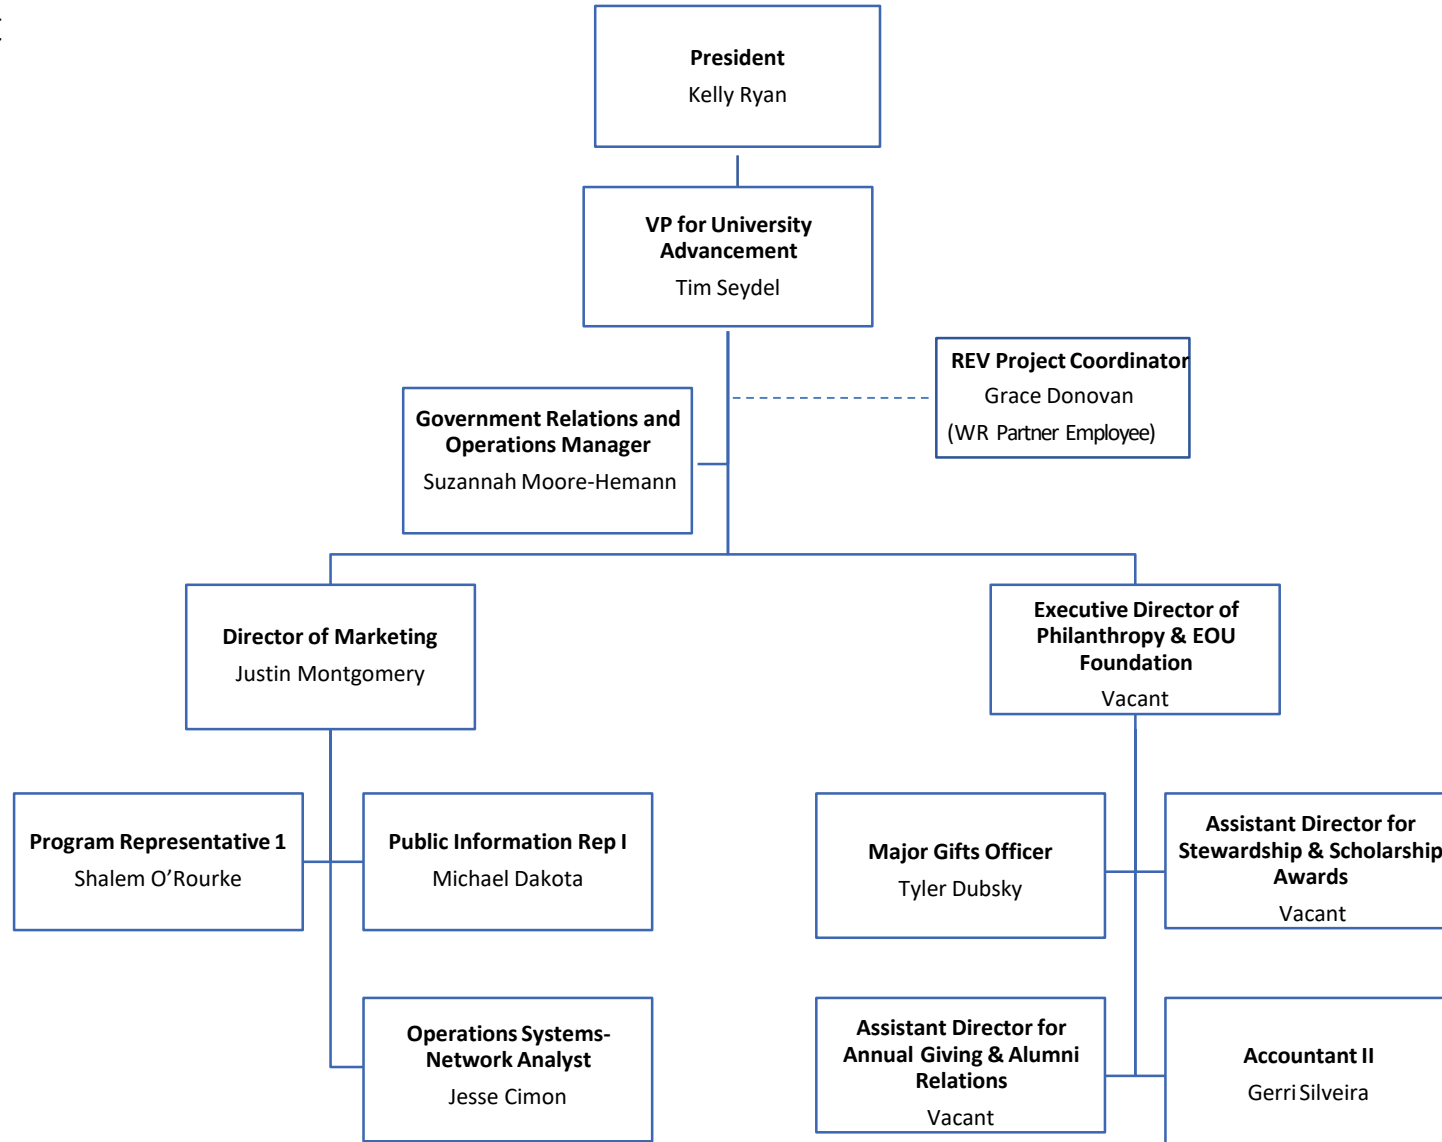 President
Kelly Ryan
VP for University
Advancement
Tim Seydel
REV Project Coordinator
Grace Donovan
(WR Partner Employee)
Government Relations and
Operations Manager
Suzannah Moore-Hemann
Director of Marketing
Justin Montgomery
Executive Director of
Philanthropy & EOU
Foundation
Vacant
Program Representative 1
Shalem O’Rourke
Public Information Rep I
Michael Dakota
Major Gifts Officer
Tyler Dubsky
Assistant Director for
Stewardship & Scholarship
Awards
Vacant
Operations Systems-
Network Analyst
Jesse Cimon
Assistant Director for
Annual Giving & Alumni
Relations
Vacant
Accountant II
Gerri Silveira